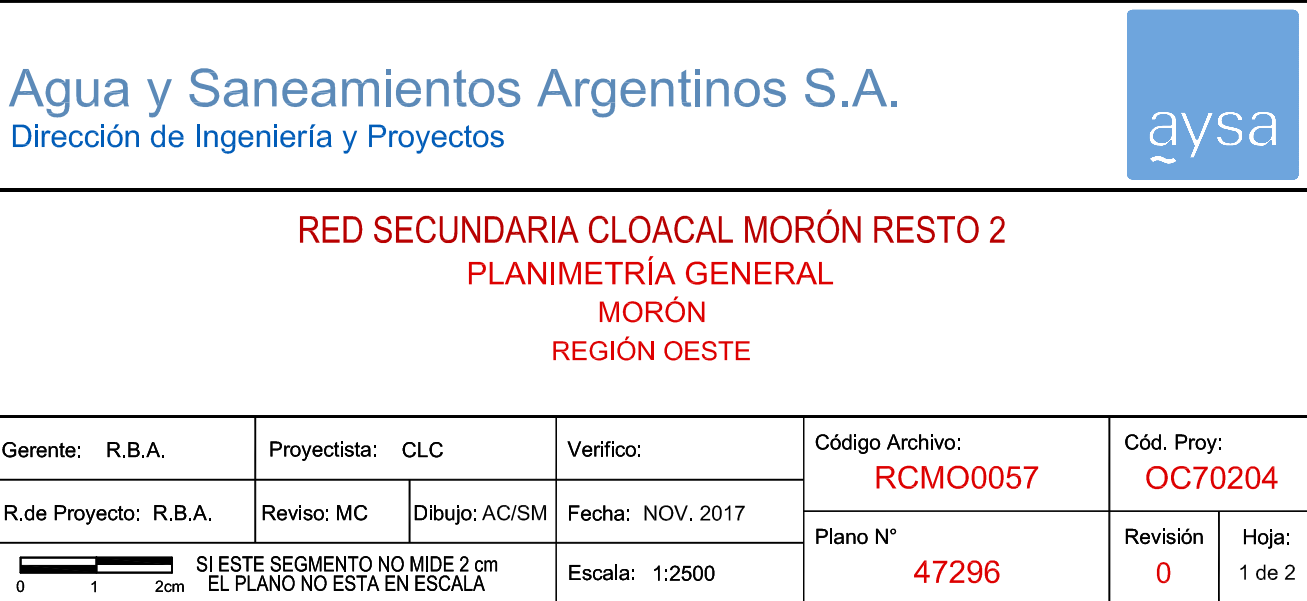 Agua y Saneamientos Argentinos S.A.
Dirección de Ingeniería y Proyectos
aysa
RED SECUNDARIA CLOACAL MORÓN RESTO 2
PLANIMETRÍA GENERAL
MORÓN
REGIÓN OESTE
Gerente: R.B.A.
Proyectista: CLC
Verifico:
Código Archivo:
RCMO0057
Cód. Proy:
OC70204
R.de Proyecto: R.B.A.
Reviso: MC
Dibujo: AC/SM
Fecha: NOV. 2017
Plano N°
47296
Revisión
0
Hoja:
1 de 2
0 1 2cm
SI ESTE SEGMENTO NO MIDE 2 cm
EL PLANO NO ESTA EN ESCALA
Escala: 1:2500